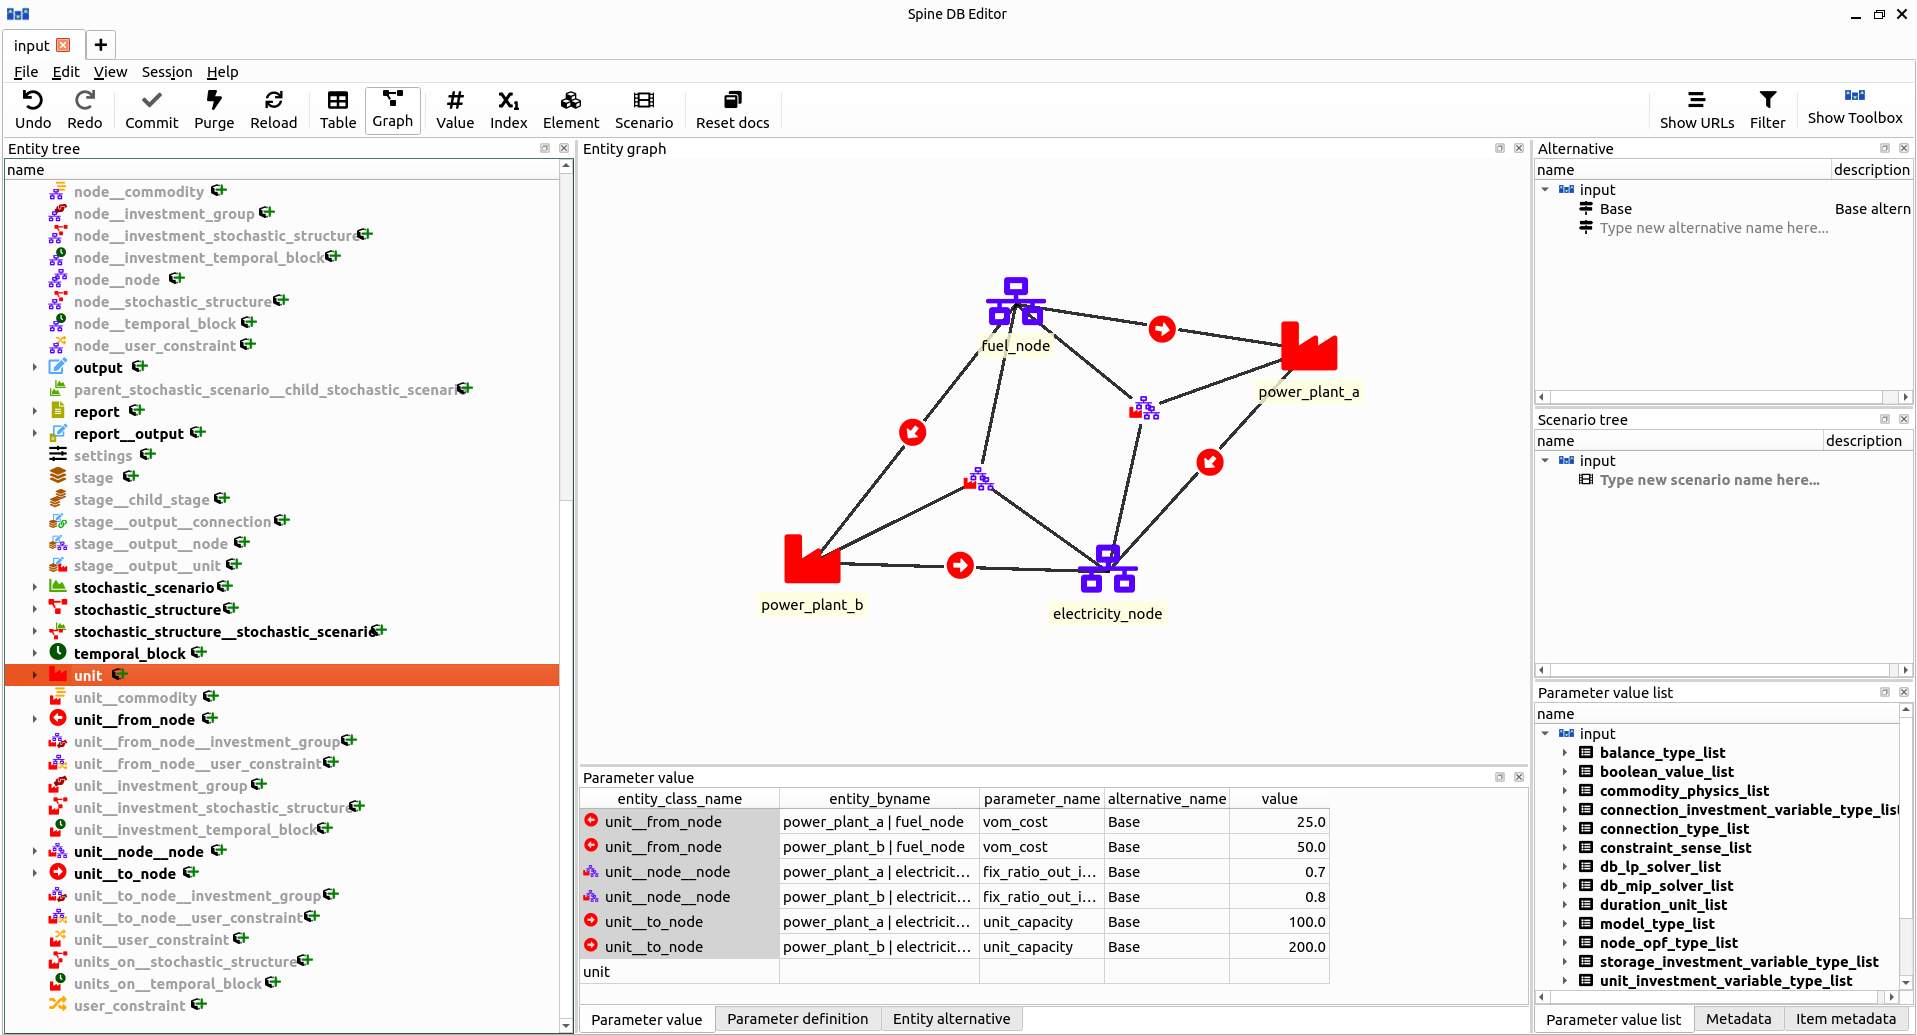 Spine DB Editor
input
File Edit View Session Help
Undo Redo Commit Purge Reload Table Graph Value Index Element Scenario Reset docs Show URLs Filter Show Toolbox
Entity tree
name
node__commodity
node__investment_group
node__investment_stochastic_structure
node__investment_temporal_block
node__node
node__stochastic_structure
node__temporal_block
node__user_constraint
output
parent_stochastic_scenario__child_stochastic_scenari
report
report__output
settings
stage
stage__child_stage
stage__output__connection
stage__output__node
stage__output__unit
stochastic_scenario
stochastic_structure
stochastic_structure__stochastic_scenario
temporal_block
unit
unit__commodity
unit__from_node
unit__from_node__investment_group
unit__from_node__user_constraint
unit__investment_group
unit__investment_stochastic_structure
unit__investment_temporal_block
unit__node__node
unit__to_node
unit__to_node__investment_group
unit__to_node__user_constraint
unit__user_constraint
units_on__stochastic_structure
units_on__temporal_block
user_constraint
Entity graph
fuel_node
power_plant_a
power_plant_b
electricity_node
Parameter value
entity_class_name entity_byname parameter_name alternative_name value
unit__from_node power_plant_a | fuel_node vom_cost Base 25.0
unit__from_node power_plant_b | fuel_node vom_cost Base 50.0
unit__node__node power_plant_a | electricit... fix_ratio_out_i... Base 0.7
unit__node__node power_plant_b | electricit... fix_ratio_out_i... Base 0.8
unit__to_node power_plant_a | electricit... unit_capacity Base 100.0
unit__to_node power_plant_b | electricit... unit_capacity Base 200.0
unit
Parameter value Parameter definition Entity alternative
Alternative
name description
input
Base Base altern
Type new alternative name here...
Scenario tree
name description
input
Type new scenario name here...
Parameter value list
name
input
balance_type_list
boolean_value_list
commodity_physics_list
connection_investment_variable_type_list
connection_type_list
constraint_sense_list
db_lp_solver_list
db_mip_solver_list
duration_unit_list
model_type_list
node_opf_type_list
storage_investment_variable_type_list
unit_investment_variable_type_list
Parameter value list Metadata Item metadata